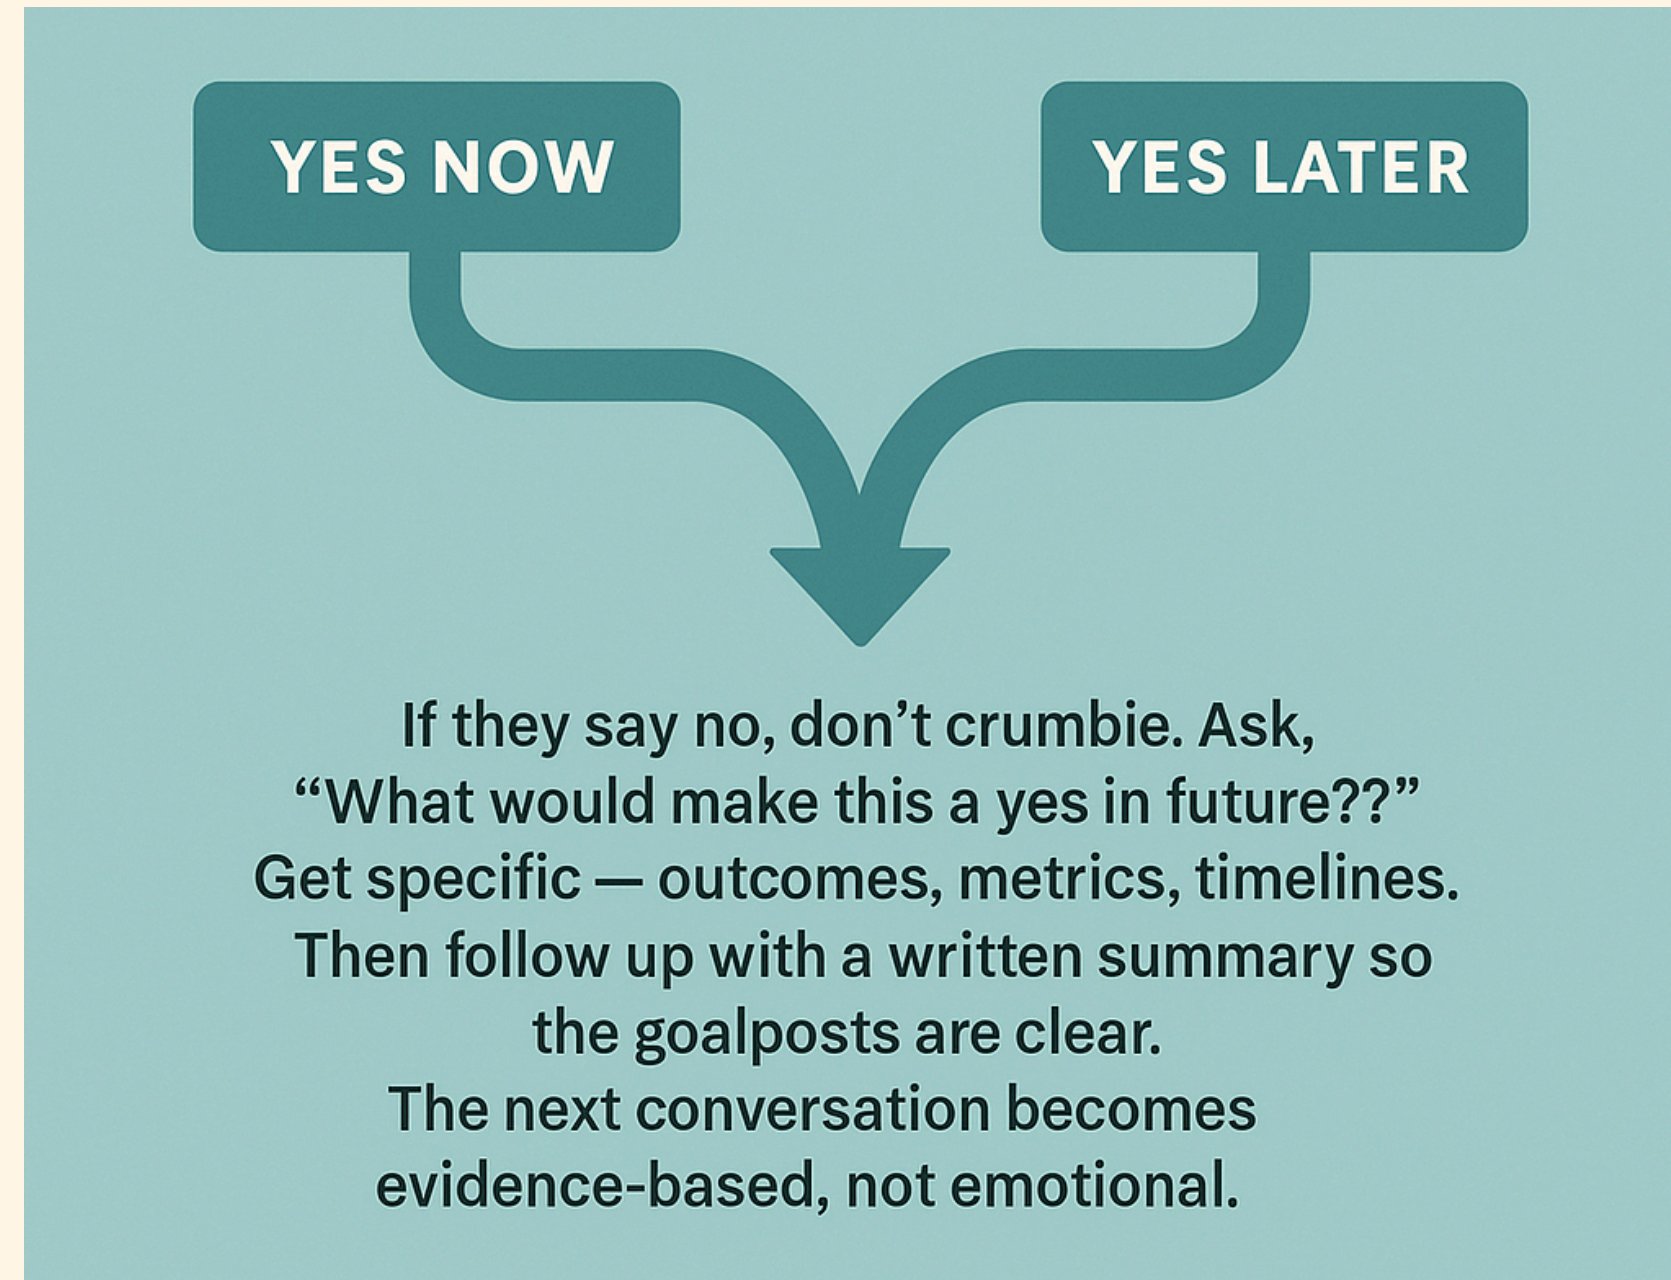 YES NOW
YES LATER
If they say no, don’t crumbie. Ask,
“What would make this a yes in future??”
Get specific — outcomes, metrics, timelines.
Then follow up with a written summary so
the goalposts are clear.
The next conversation becomes
evidence-based, not emotional.